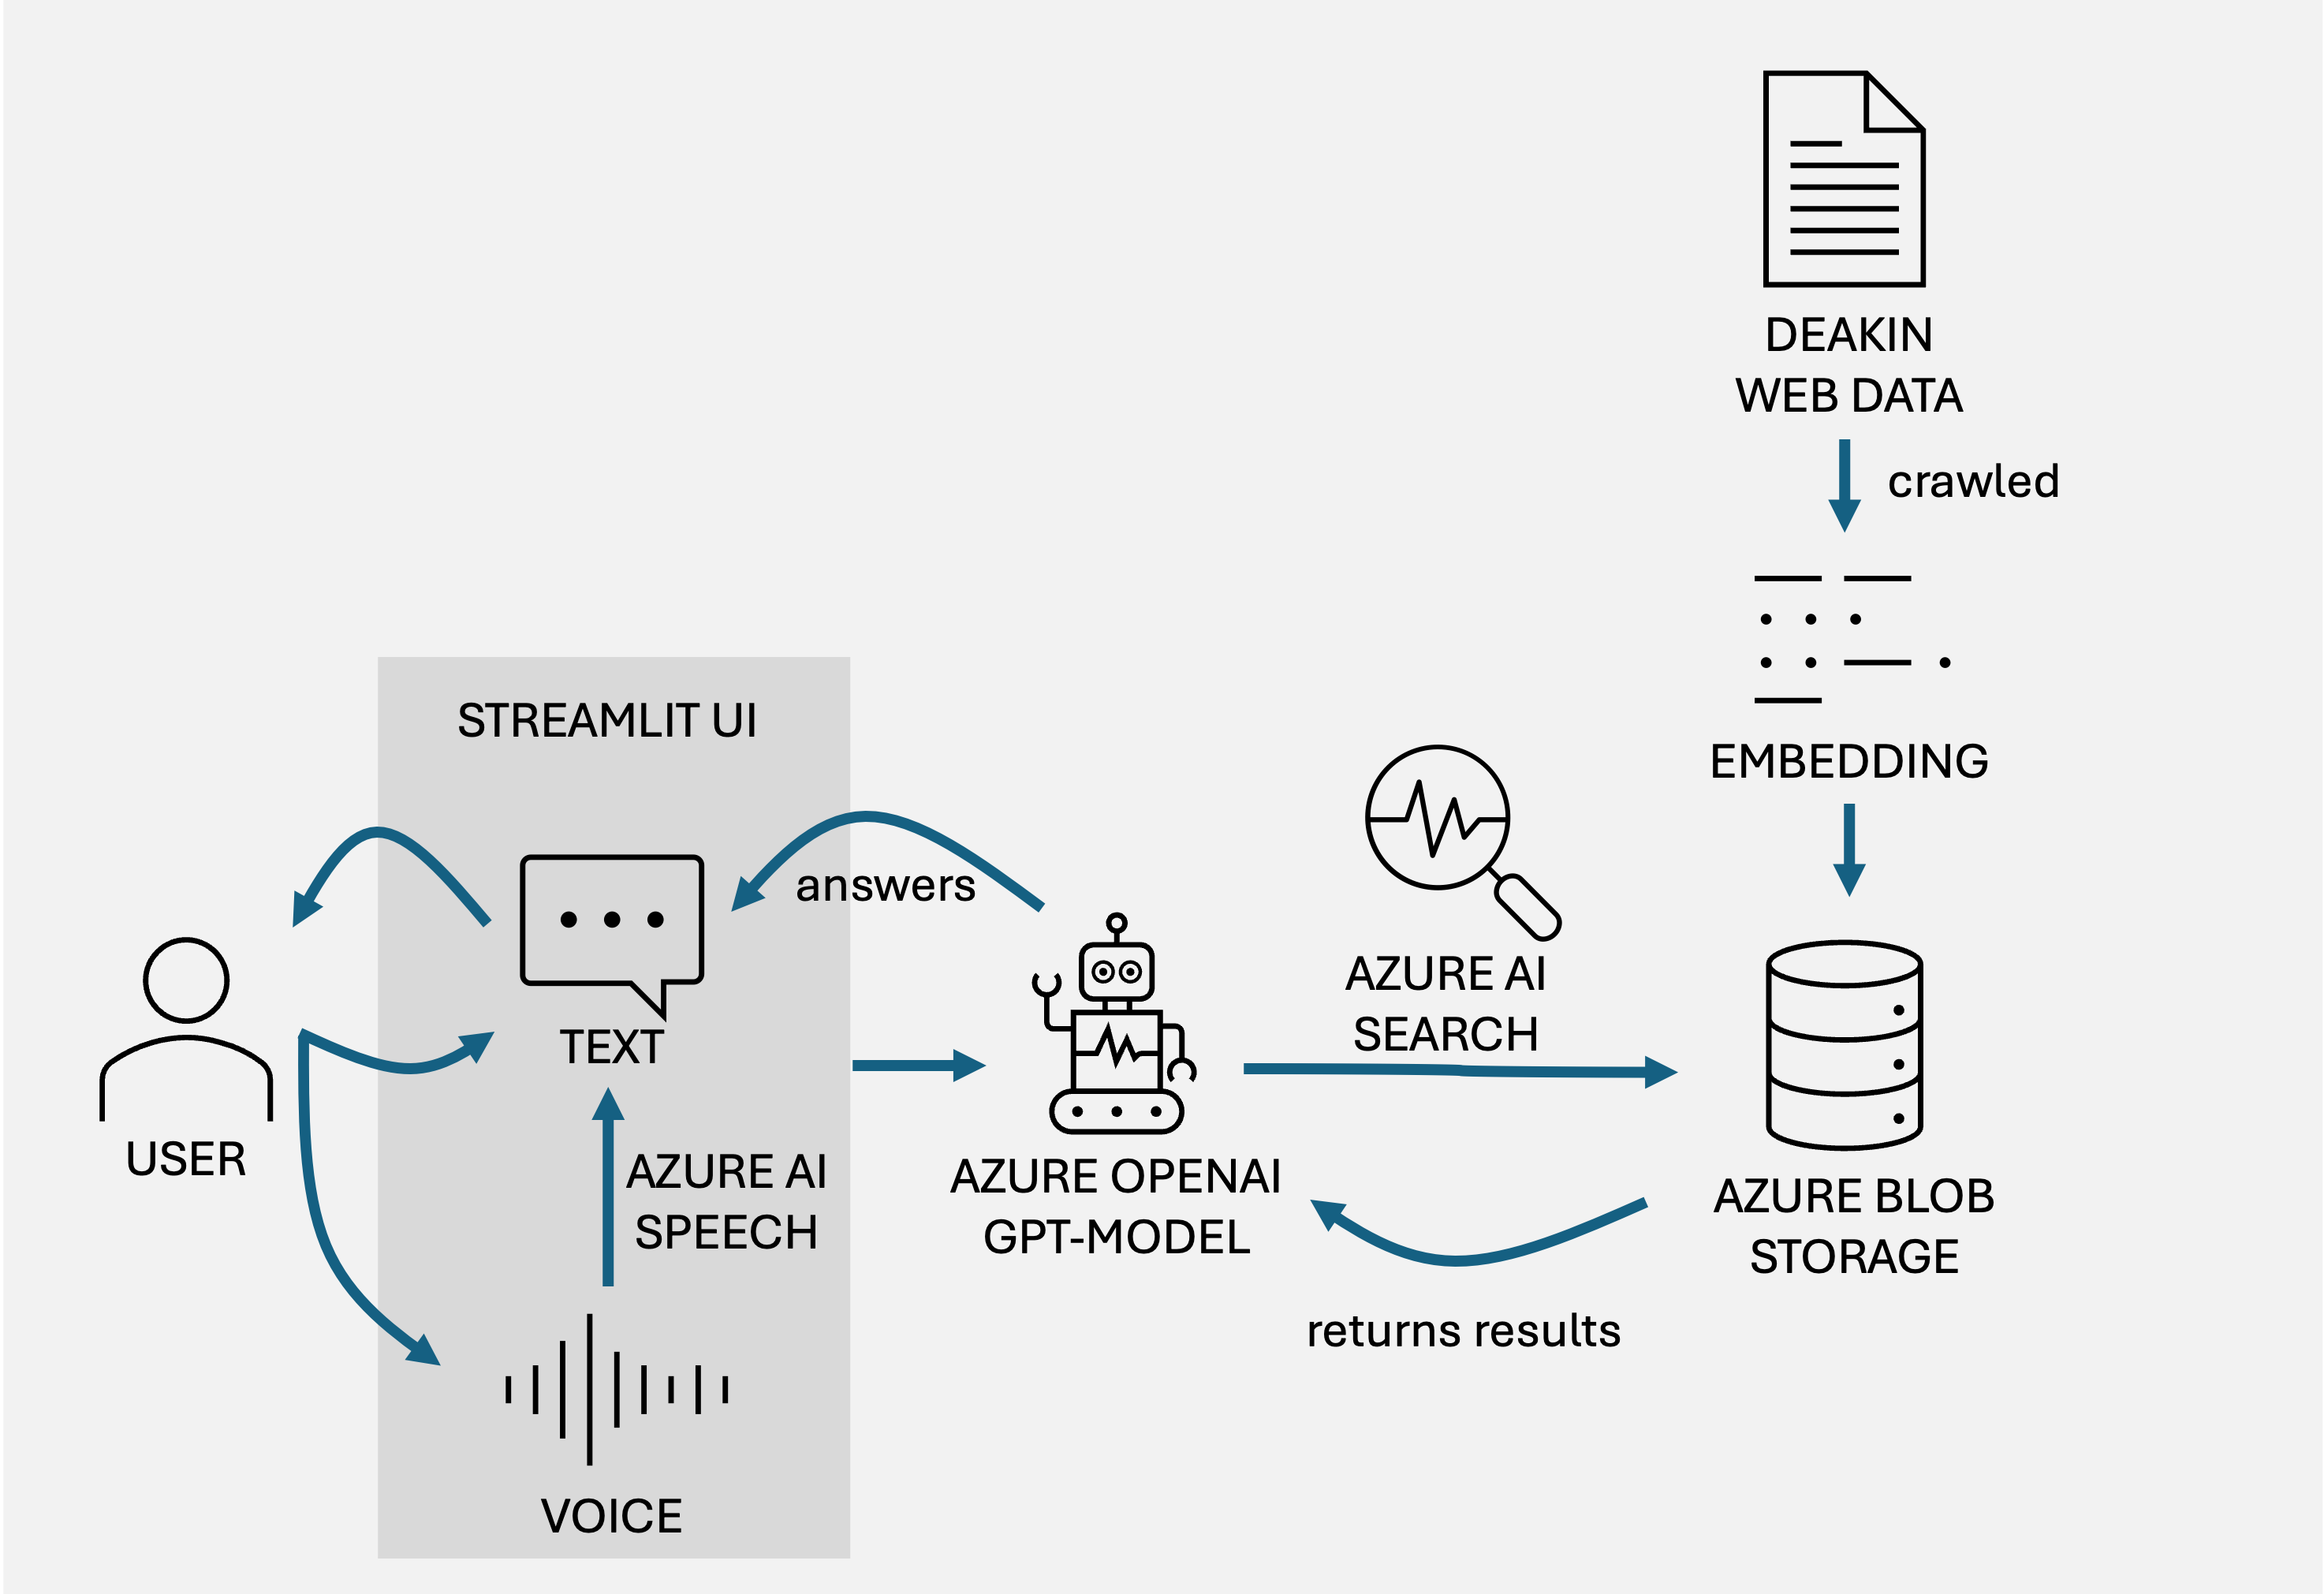 DEAKIN
WEB DATA
crawled
EMBEDDING
STREAMLIT UI
answers
TEXT
AZURE AI
SEARCH
USER
AZURE AI
SPEECH
AZURE OPENAI
GPT-MODEL
AZURE BLOB
STORAGE
returns results
VOICE